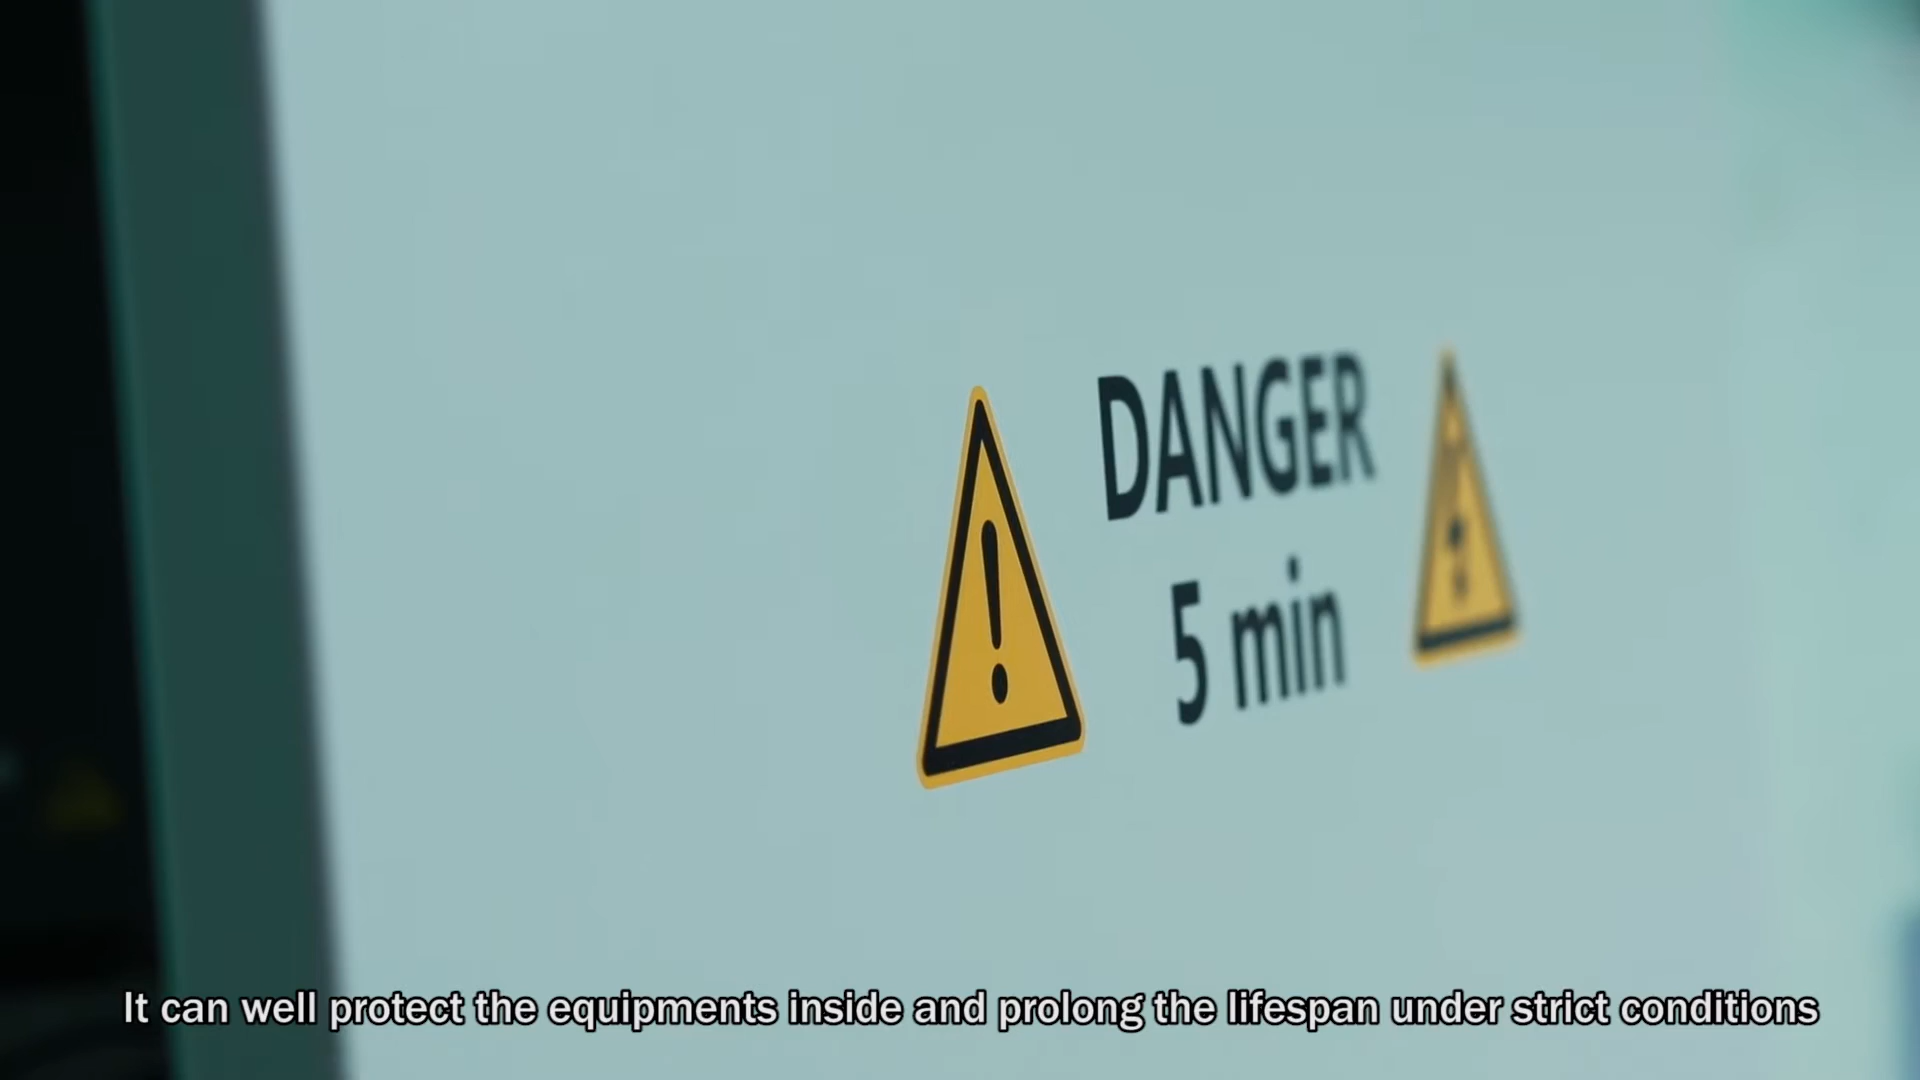 DANGER
5 min
It can well protect the equipments inside and prolong the lifespan under strict conditions